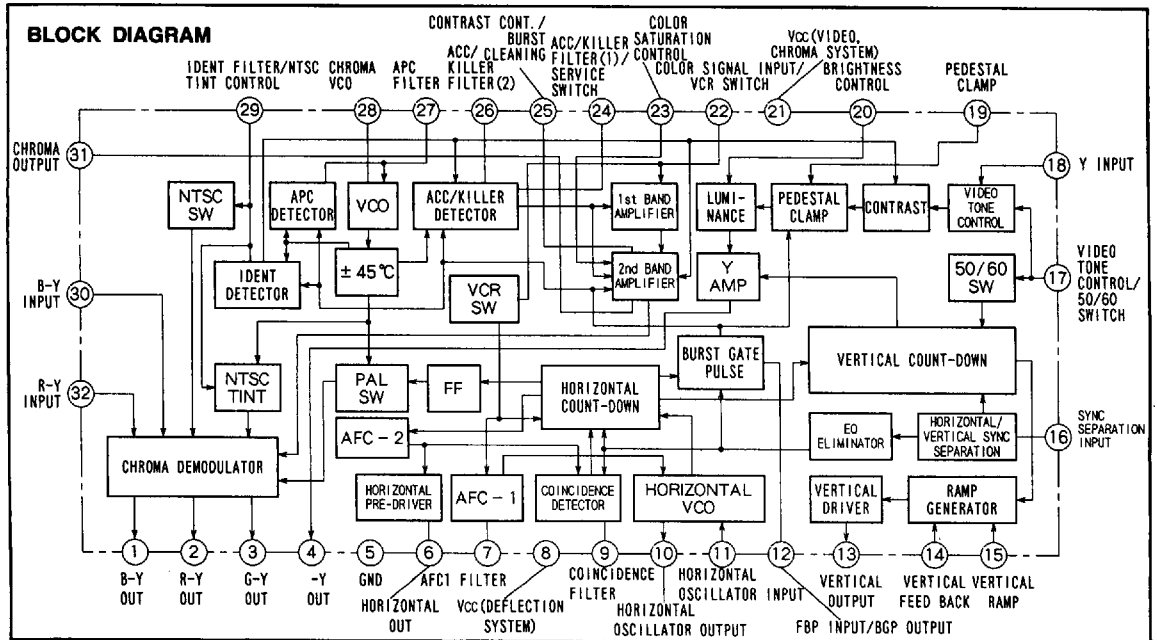 BLOCK DIAGRAM
CONTRAST CONT./
BURST
CLEANING
ACC/KILLER
FILTER(1)/
SERVICE
SWITCH
COLOR
SATURATION
CONTROL
COLOR SIGNAL INPUT/
VCR SWITCH
VCC(VIDEO,
CHROMA SYSTEM)
BRIGHTNESS
CONTROL
PEDESTAL
CLAMP
IDENT FILTER/NTSC
TINT CONTROL
CHROMA
VCO
APC
FILTER
ACC/
KILLER
FILTER(2)
29
28
27
26
25
24
23
22
21
20
19
CHROMA
OUTPUT
31
18
Y INPUT
NTSC
SW
APC
DETECTOR
VCO
ACC/KILLER
DETECTOR
1st BAND
AMPLIFIER
LUMI-
NANCE
PEDESTAL
CLAMP
CONTRAST
VIDEO
TONE
CONTROL
IDENT
DETECTOR
± 45°C
VCR
SW
2nd BAND
AMPLIFIER
Y
AMP
50/60
SW
17
VIDEO
TONE
CONTROL/
50/60
SWITCH
B-Y
INPUT
30
R-Y
INPUT
32
NTSC
TINT
PAL
SW
FF
HORIZONTAL
COUNT-DOWN
BURST GATE
PULSE
VERTICAL COUNT-DOWN
AFC-2
EQ
ELIMINATOR
HORIZONTAL/
VERTICAL SYNC
SEPARATION
16
SYNC
SEPARATION
INPUT
CHROMA DEMODULATOR
HORIZONTAL
PRE-DRIVER
AFC-1
COINCIDENCE
DETECTOR
HORIZONTAL
VCO
VERTICAL
DRIVER
RAMP
GENERATOR
1
2
3
4
5
6
7
8
9
10
11
12
13
14
15
B-Y
OUT
R-Y
OUT
G-Y
OUT
-Y
OUT
GND
HORIZONTAL
OUT
AFC1 FILTER
VCC(DEFLECTION
SYSTEM)
COINCIDENCE
FILTER
HORIZONTAL
OSCILLATOR OUTPUT
HORIZONTAL
OSCILLATOR INPUT
FBP INPUT/BGP OUTPUT
VERTICAL
OUTPUT
VERTICAL
FEED BACK
VERTICAL
RAMP